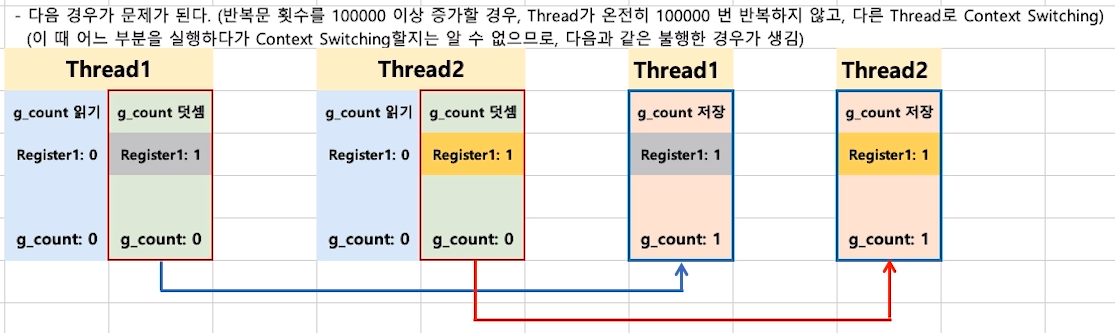 - 다음 경우가 문제가 된다. (반복문 횟수를 100000 이상 증가할 경우, Thread가 온전히 100000 번 반복하지 않고, 다른 Thread로 Context Switching)
(이 때 어느 부분을 실행하다가 Context Switching할지는 알 수 없으므로, 다음과 같은 불행한 경우가 생김)
Thread1 Thread2 Thread1 Thread2
g_count 읽기 g_count 덧셈 g_count 읽기 g_count 덧셈 g_count 저장 g_count 저장
Register1: 0 Register1: 1 Register1: 0 Register1: 1 Register1: 1 Register1: 1
g_count: 0 g_count: 0 g_count: 0 g_count: 0 g_count: 1 g_count: 1